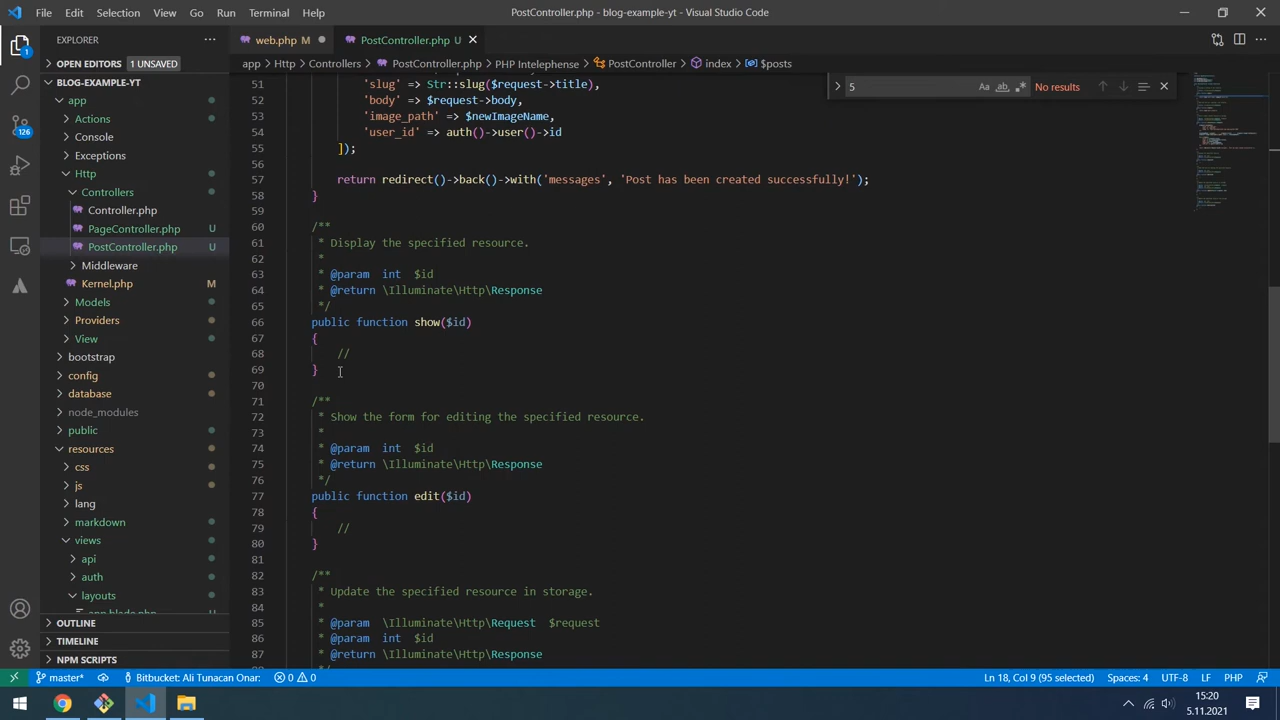 File Edit Selection View Go Run Terminal Help PostController.php - blog-example-yt - Visual Studio Code
EXPLORER
web.php M
PostController.php U
OPEN EDITORS 1 UNSAVED
app > Http > Controllers > PostController.php > PHP Intelephense > PostController > index > $posts
BLOG-EXAMPLE-YT
app
Actions
Console
Exceptions
Http
Controllers
Controller.php
PageController.php U
PostController.php U
Middleware
Kernel.php M
Models
Providers
View
bootstrap
config
database
node_modules
public
resources
css
js
lang
markdown
views
api
auth
layouts
app.blade.php U
OUTLINE
TIMELINE
NPM SCRIPTS
5 No results
51 'slug' => Str::slug($request->title),
52 'body' => $request->body,
53 'image_path' => $newImageName,
54 'user_id' => auth()->user()->id
55 ]);
56
57 return redirect()->back()->with('messages', 'Post has been created successfully!');
58 }
59
60 /**
61 * Display the specified resource.
62 *
63 * @param int $id
64 * @return \Illuminate\Http\Response
65 */
66 public function show($id)
67 {
68 //
69 }
70
71 /**
72 * Show the form for editing the specified resource.
73 *
74 * @param int $id
75 * @return \Illuminate\Http\Response
76 */
77 public function edit($id)
78 {
79 //
80 }
81
82 /**
83 * Update the specified resource in storage.
84 *
85 * @param \Illuminate\Http\Request $request
86 * @param int $id
87 * @return \Illuminate\Http\Response
1
126
master* Bitbucket: Ali Tunacan Onar: 0 0 Ln 18, Col 9 (95 selected) Spaces: 4 UTF-8 LF PHP
15:20
5.11.2021